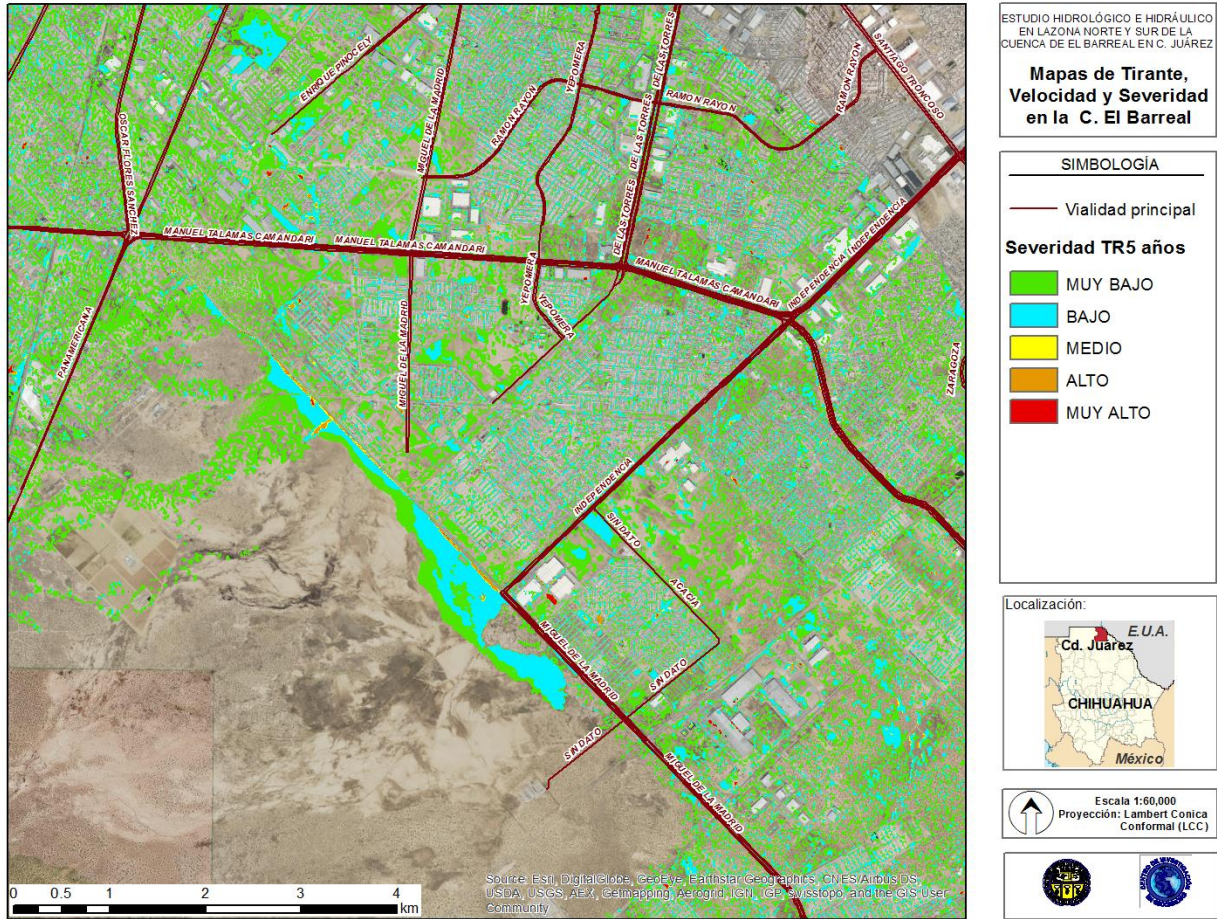 ENRIQUE PINOCELY
MIGUEL DE LA MADRID
RAMON RAYON
YEPOMERA
DE LAS TORRES
DE LAS TORRES
RAMON RAYON
RAMON RAYON
SANTIAGO TRONCOSO
OSCAR FLORES SANCHEZ
MANUEL TALAMAS CAMANDARI
MANUEL TALAMAS CAMANDARI
YEPOMERA
YEPOMERA
MANUEL TALAMAS CAMANDARI
INDEPENDENCIA
INDEPENDENCIA
PANAMERICANA
MIGUEL DE LA MADRID
ZARAGOZA
INDEPENDENCIA
SIN DATO
ACACIA
MIGUEL DE LA MADRID
SIN DATO
SIN DATO
MIGUEL DE LA MADRID
0 0.5 1 2 3 4
km
Source: Esri, DigitalGlobe, GeoEye, Earthstar Geographics, CNES/Airbus DS,
USDA, USGS, AEX, Getmapping, Aerogrid, IGN, IGP, swisstopo, and the GIS User
Community
ESTUDIO HIDROLÓGICO E HIDRÁULICO
EN LAZONA NORTE Y SUR DE LA
CUENCA DE EL BARREAL EN C. JUÁREZ
Mapas de Tirante,
Velocidad y Severidad
en la C. El Barreal
SIMBOLOGÍA
Vialidad principal
Severidad TR5 años
MUY BAJO
BAJO
MEDIO
ALTO
MUY ALTO
Localización:
E.U.A.
Cd. Juárez
CHIHUAHUA
México
Escala 1:60,000
Proyección: Lambert Conica
Conformal (LCC)